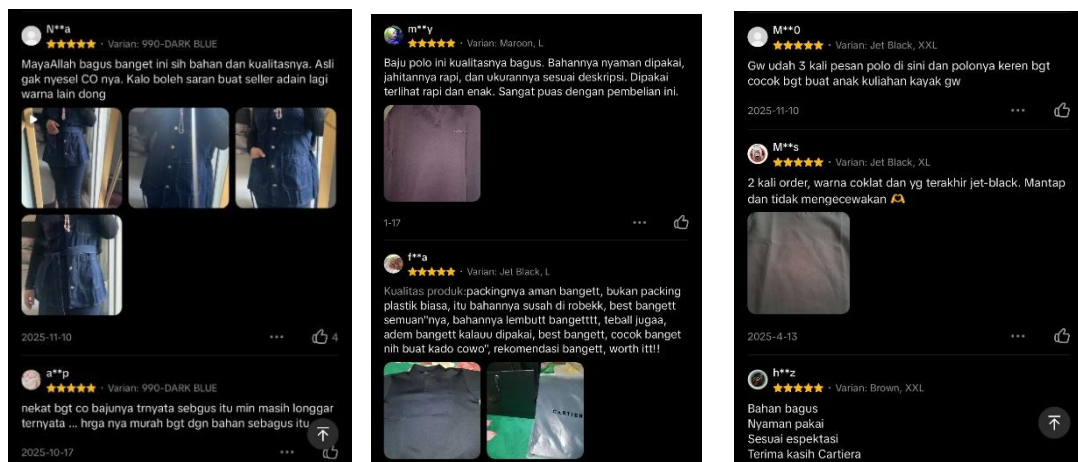 N**a
Varian: 990-DARK BLUE
MayaAllah bagus banget ini sih bahan dan kualitasnya. Asli
gak nyesel CO nya. Kalo boleh saran buat seller adain lagi
warna lain dong
2025-11-10
4
a**p
Varian: 990-DARK BLUE
nekat bgt co bajunya trnyata sebgus itu min masih longgar
ternyata ... hrga nya murah bgt dgn bahan sebagus itu
2025-10-17
m**y
Varian: Maroon, L
Baju polo ini kualitasnya bagus. Bahannya nyaman dipakai,
jahitannya rapi, dan ukurannya sesuai deskripsi. Dipakai
terlihat rapi dan enak. Sangat puas dengan pembelian ini.
1-17
f**a
Varian: Jet Black, L
Kualitas produk:packingnya aman bangett, bukan packing
plastik biasa, itu bahannya susah di robekk, best bangett
semuan"nya, bahannya lembutt bangetttt, teball jugaa,
adem bangett kalauu dipakai, best bangett, cocok banget
nih buat kado cowo", rekomendasi bangett, worth itt!!
CARTIER
M**0
Varian: Jet Black, XXL
Gw udah 3 kali pesan polo di sini dan polonya keren bgt
cocok bgt buat anak kuliahan kayak gw
2025-11-10
M**s
Varian: Jet Black, XL
2 kali order, warna coklat dan yg terakhir jet-black. Mantap
dan tidak mengecewakan 🫶
2025-4-13
h**z
Varian: Brown, XXL
Bahan bagus
Nyaman pakai
Sesuai espektasi
Terima kasih Cartiera